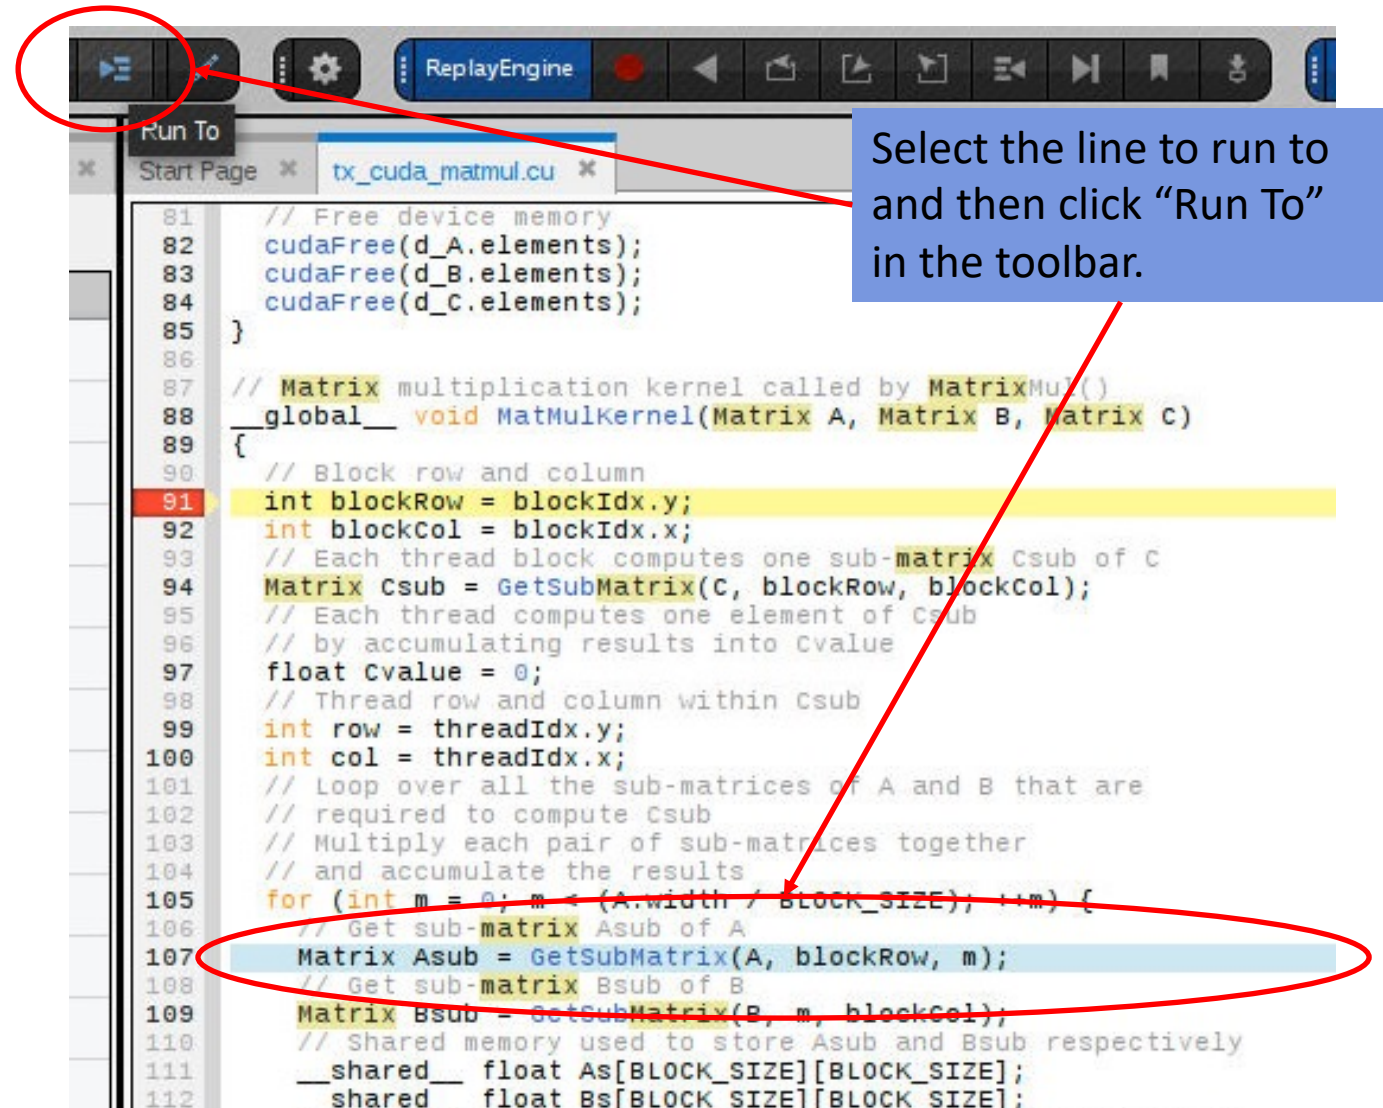 ReplayEngine
Run To
Select the line to run to
and then click “Run To”
in the toolbar.
Start Page
tx_cuda_matmul.cu
81 // Free device memory
82 cudaFree(d_A.elements);
83 cudaFree(d_B.elements);
84 cudaFree(d_C.elements);
85 }
86
87 // Matrix multiplication kernel called by MatrixMul()
88 __global__ void MatMulKernel(Matrix A, Matrix B, Matrix C)
89 {
90 // Block row and column
91 int blockRow = blockIdx.y;
92 int blockCol = blockIdx.x;
93 // Each thread block computes one sub-matrix Csub of C
94 Matrix Csub = GetSubMatrix(C, blockRow, blockCol);
95 // Each thread computes one element of Csub
96 // by accumulating results into Cvalue
97 float Cvalue = 0;
98 // Thread row and column within Csub
99 int row = threadIdx.y;
100 int col = threadIdx.x;
101 // Loop over all the sub-matrices of A and B that are
102 // required to compute Csub
103 // Multiply each pair of sub-matrices together
104 // and accumulate the results
105 for (int m = 0; m < (A.width / BLOCK_SIZE); ++m) {
106 // Get sub-matrix Asub of A
107 Matrix Asub = GetSubMatrix(A, blockRow, m);
108 // Get sub-matrix Bsub of B
109 Matrix Bsub = GetSubMatrix(B, m, blockCol);
110 // Shared memory used to store Asub and Bsub respectively
111 __shared__ float As[BLOCK_SIZE][BLOCK_SIZE];
112 __shared__ float Bs[BLOCK_SIZE][BLOCK_SIZE];